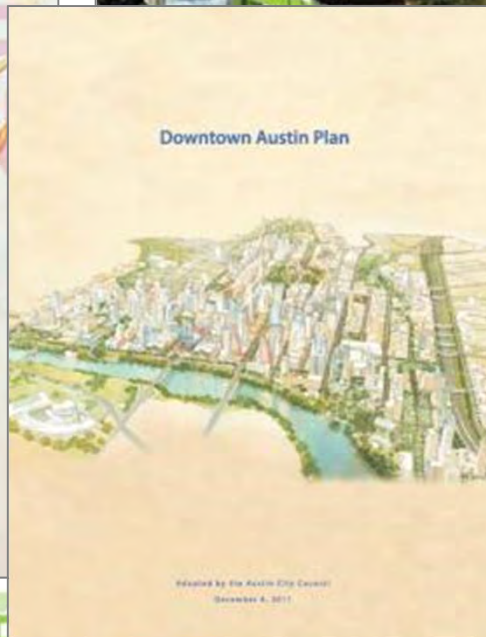 Downtown Austin Plan
Adopted by the Austin City Council
December 8, 2011